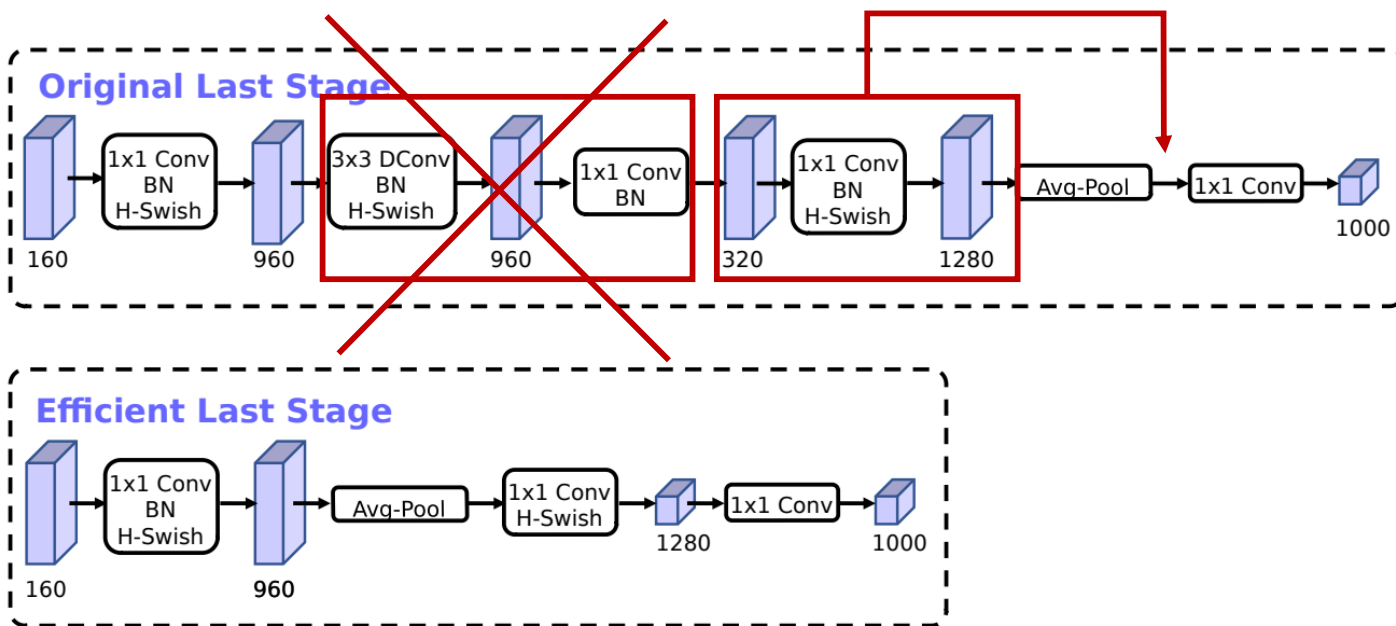 Original Last Stage
1x1 Conv
BN
H-Swish
3x3 DConv
BN
H-Swish
1x1 Conv
BN
1x1 Conv
BN
H-Swish
Avg-Pool
1x1 Conv
160
960
960
320
1280
1000
Efficient Last Stage
1x1 Conv
BN
H-Swish
Avg-Pool
1x1 Conv
H-Swish
1x1 Conv
160
960
1280
1000